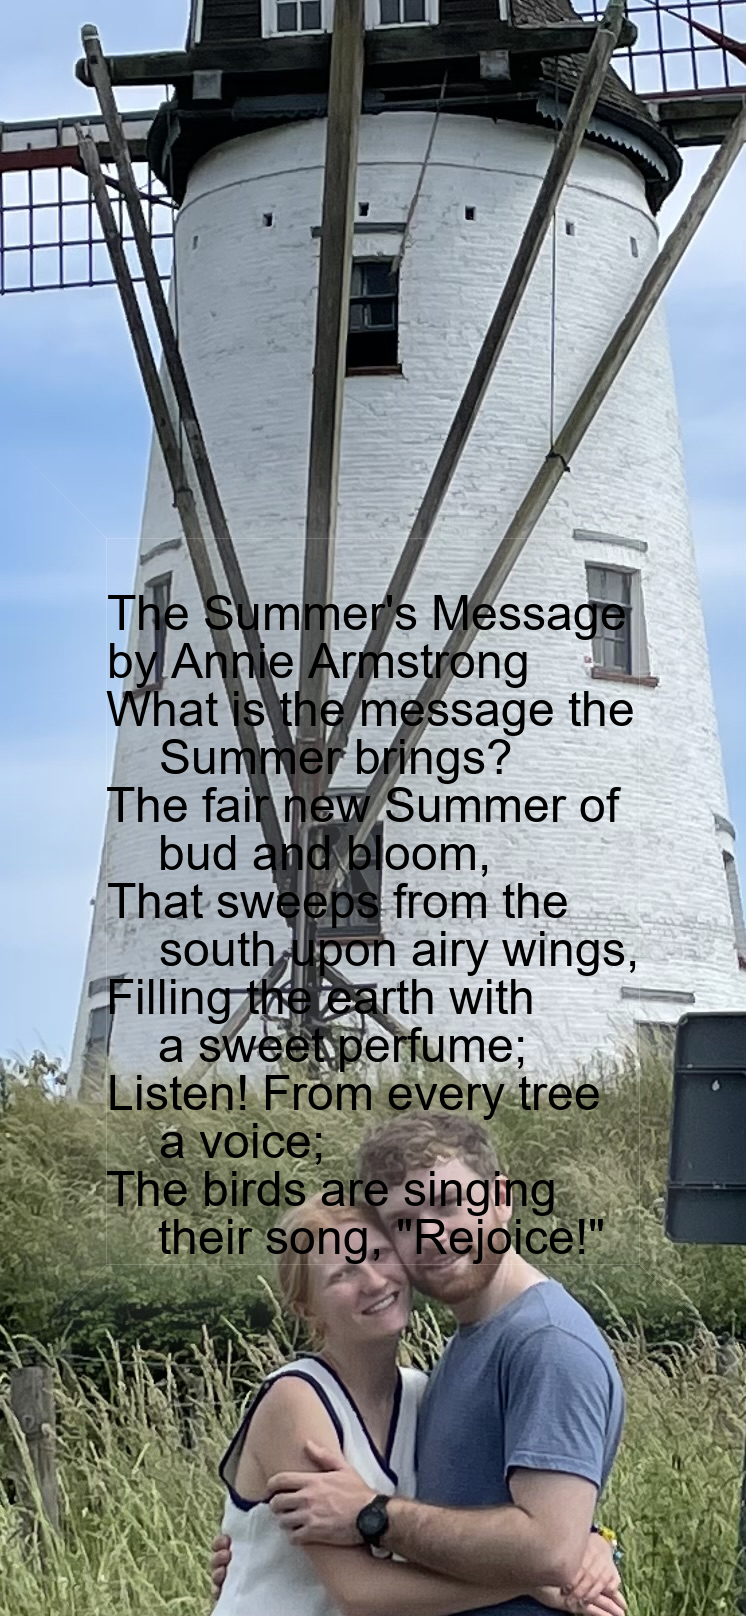 The Summer's Message
by Annie Armstrong
What is the message the
Summer brings?
The fair new Summer of
bud and bloom,
That sweeps from the
south upon airy wings,
Filling the earth with
a sweet perfume;
Listen! From every tree
a voice;
The birds are singing
their song, "Rejoice!"